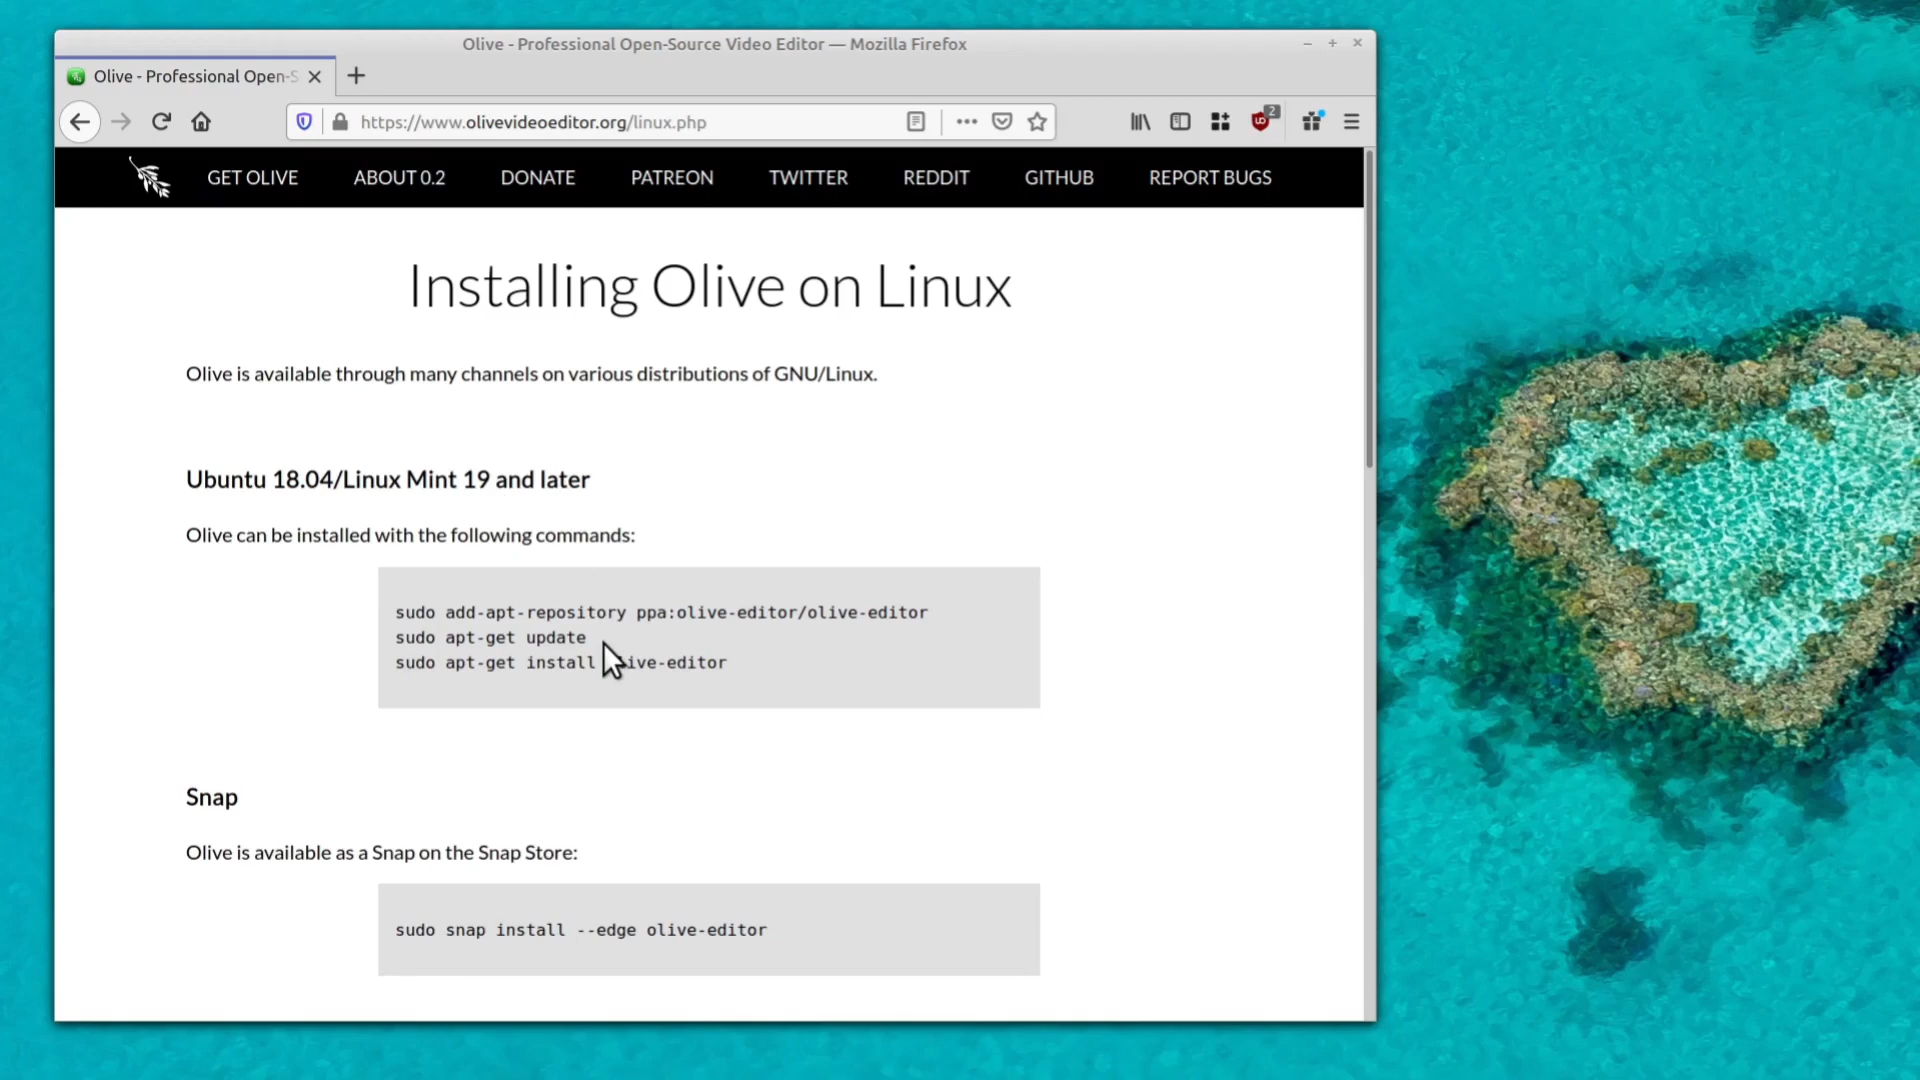 Olive - Professional Open-Source Video Editor — Mozilla Firefox
Olive - Professional Open-S
https://www.olivevideoeditor.org/linux.php
2
GET OLIVE ABOUT 0.2 DONATE PATREON TWITTER REDDIT GITHUB REPORT BUGS
Installing Olive on Linux
Olive is available through many channels on various distributions of GNU/Linux.
Ubuntu 18.04/Linux Mint 19 and later
Olive can be installed with the following commands:
sudo add-apt-repository ppa:olive-editor/olive-editor
sudo apt-get update
sudo apt-get install olive-editor
Snap
Olive is available as a Snap on the Snap Store:
sudo snap install --edge olive-editor